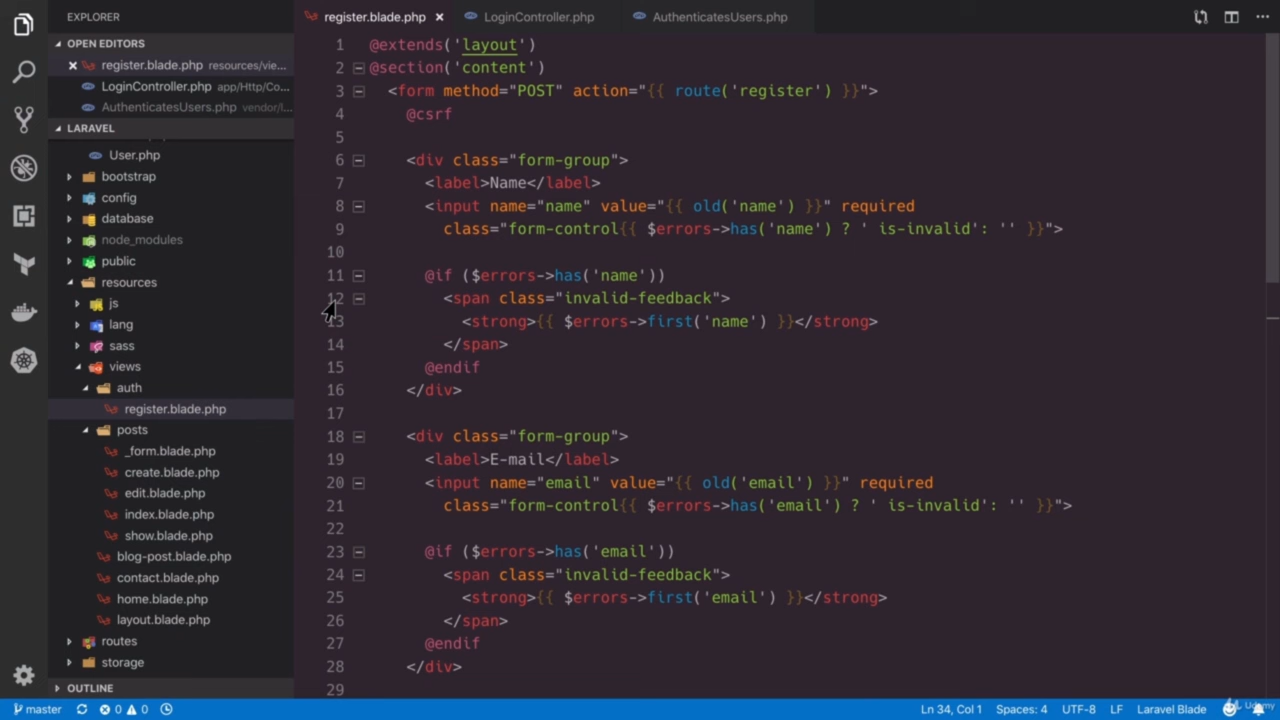 EXPLORER
OPEN EDITORS
register.blade.php resources/vie...
LoginController.php app/Http/Co...
AuthenticatesUsers.php vendor/l...
LARAVEL
User.php
bootstrap
config
database
node_modules
public
resources
js
lang
sass
views
auth
register.blade.php
posts
_form.blade.php
create.blade.php
edit.blade.php
index.blade.php
show.blade.php
blog-post.blade.php
contact.blade.php
home.blade.php
layout.blade.php
routes
storage
OUTLINE
register.blade.php LoginController.php AuthenticatesUsers.php
1 @extends('layout')
2 @section('content')
3 <form method="POST" action="{{ route('register') }}">
4 @csrf
5
6 <div class="form-group">
7 <label>Name</label>
8 <input name="name" value="{{ old('name') }}" required
9 class="form-control{{ $errors->has('name') ? ' is-invalid': '' }}">
10
11 @if ($errors->has('name'))
12 <span class="invalid-feedback">
13 <strong>{{ $errors->first('name') }}</strong>
14 </span>
15 @endif
16 </div>
17
18 <div class="form-group">
19 <label>E-mail</label>
20 <input name="email" value="{{ old('email') }}" required
21 class="form-control{{ $errors->has('email') ? ' is-invalid': '' }}">
22
23 @if ($errors->has('email'))
24 <span class="invalid-feedback">
25 <strong>{{ $errors->first('email') }}</strong>
26 </span>
27 @endif
28 </div>
29
master 0 0 Ln 34, Col 1 Spaces: 4 UTF-8 LF Laravel Blade
Udemy